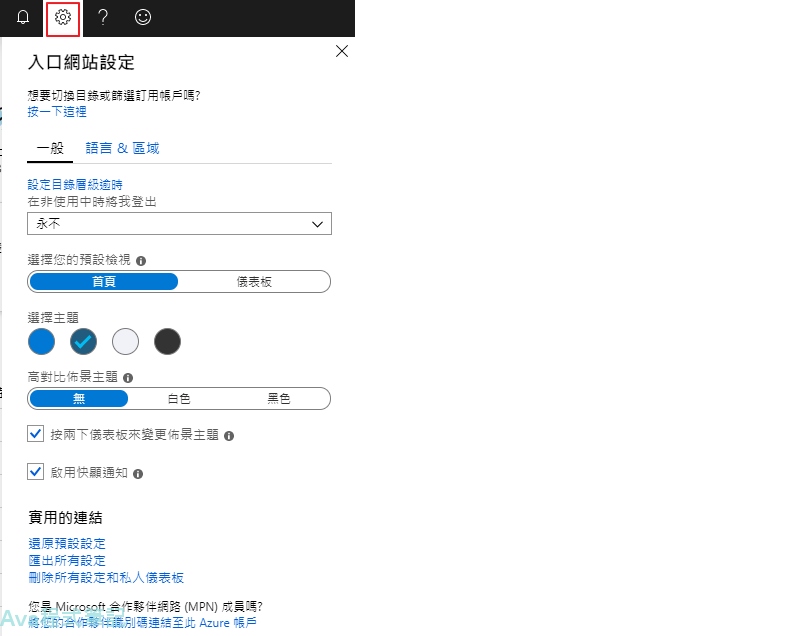 入口網站設定
想要切換目錄或篩選訂用帳戶嗎?
按一下這裡
一般 語言 & 區域
設定目錄層級逾時
在非使用中時將我登出
永不
選擇您的預設檢視
首頁 儀表板
選擇主題
高對比佈景主題
無 白色 黑色
按兩下儀表板來變更佈景主題
啟用快顯通知
實用的連結
還原預設設定
匯出所有設定
刪除所有設定和私人儀表板
您是 Microsoft 合作夥伴網路 (MPN) 成員嗎?
將您的合作夥伴識別碼連結至此 Azure 帳戶